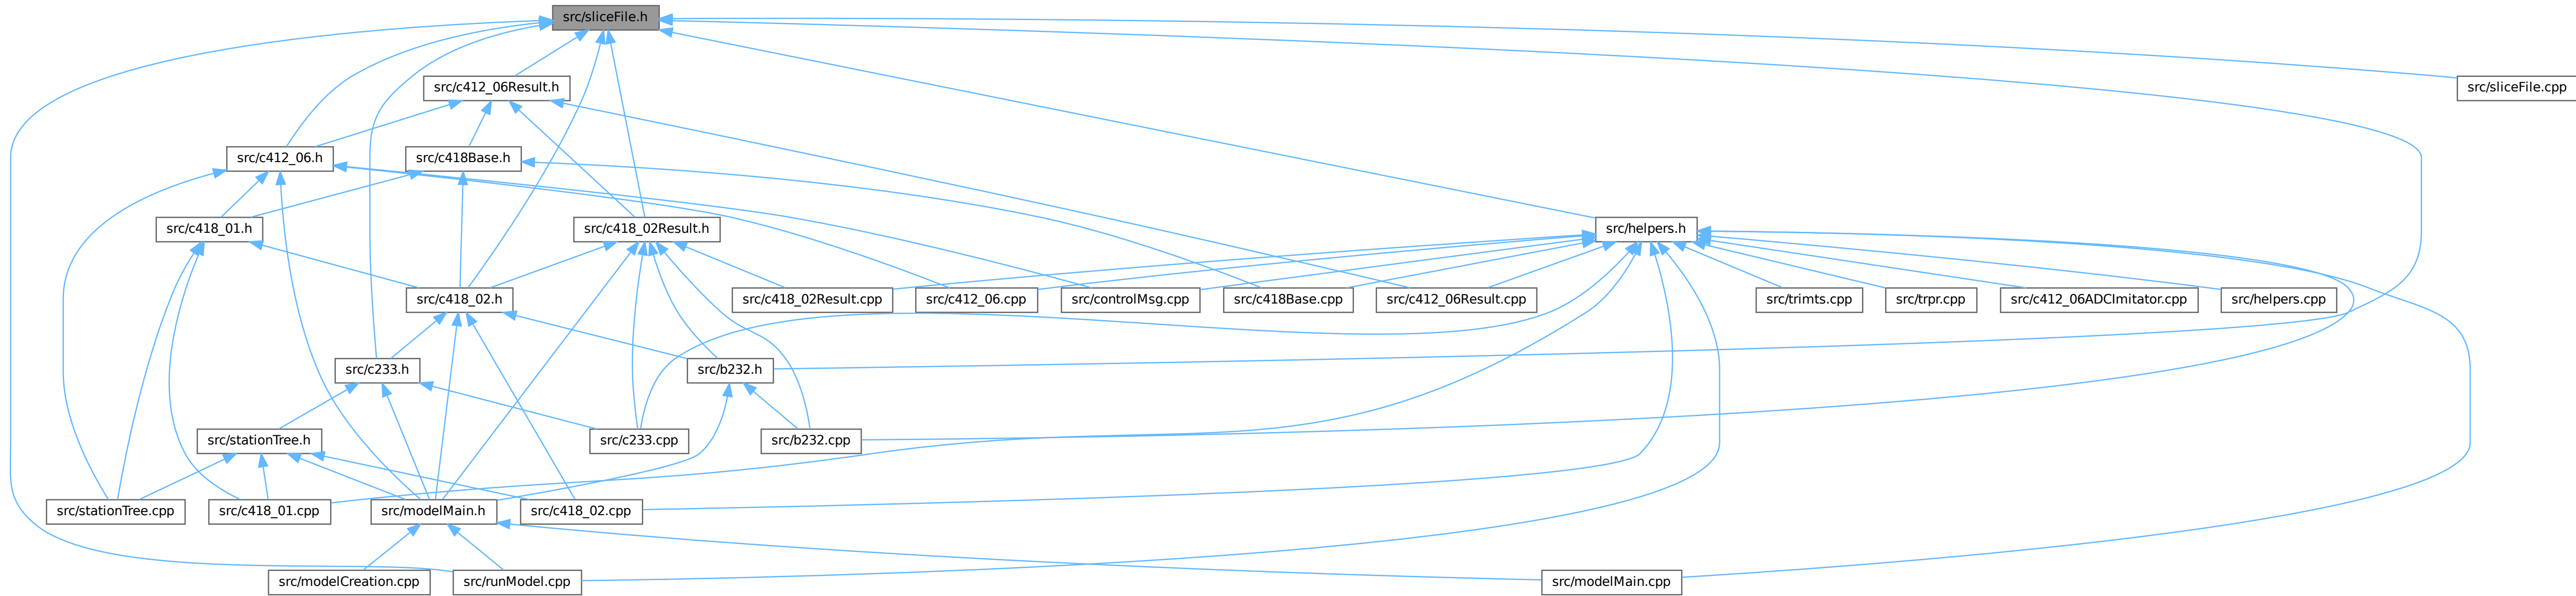 src/sliceFile.h
src/c412_06Result.h
src/sliceFile.cpp
src/c412_06.h
src/c418Base.h
src/c418_01.h
src/c418_02Result.h
src/helpers.h
src/c418_02.h
src/c418_02Result.cpp
src/c412_06.cpp
src/controlMsg.cpp
src/c418Base.cpp
src/c412_06Result.cpp
src/trimts.cpp
src/trpr.cpp
src/c412_06ADCImitator.cpp
src/helpers.cpp
src/c233.h
src/b232.h
src/stationTree.h
src/c233.cpp
src/b232.cpp
src/stationTree.cpp
src/c418_01.cpp
src/modelMain.h
src/c418_02.cpp
src/modelCreation.cpp
src/runModel.cpp
src/modelMain.cpp